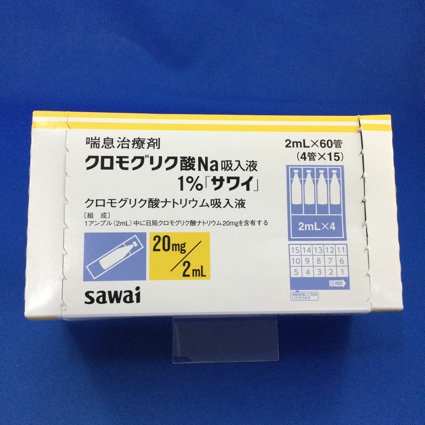 喘息治療剤
クロモグリク酸Na吸入液
1%「サワイ」
クロモグリク酸ナトリウム吸入液
〔組 成〕
1アンプル(2mL)中に日局クロモグリク酸ナトリウム20mgを含有する
20mg/2mL
sawai
2mL×60管
(4管×15)
2mL×4
15 14 13 12 11
10 9 8 7 6
5 4 3 2 1